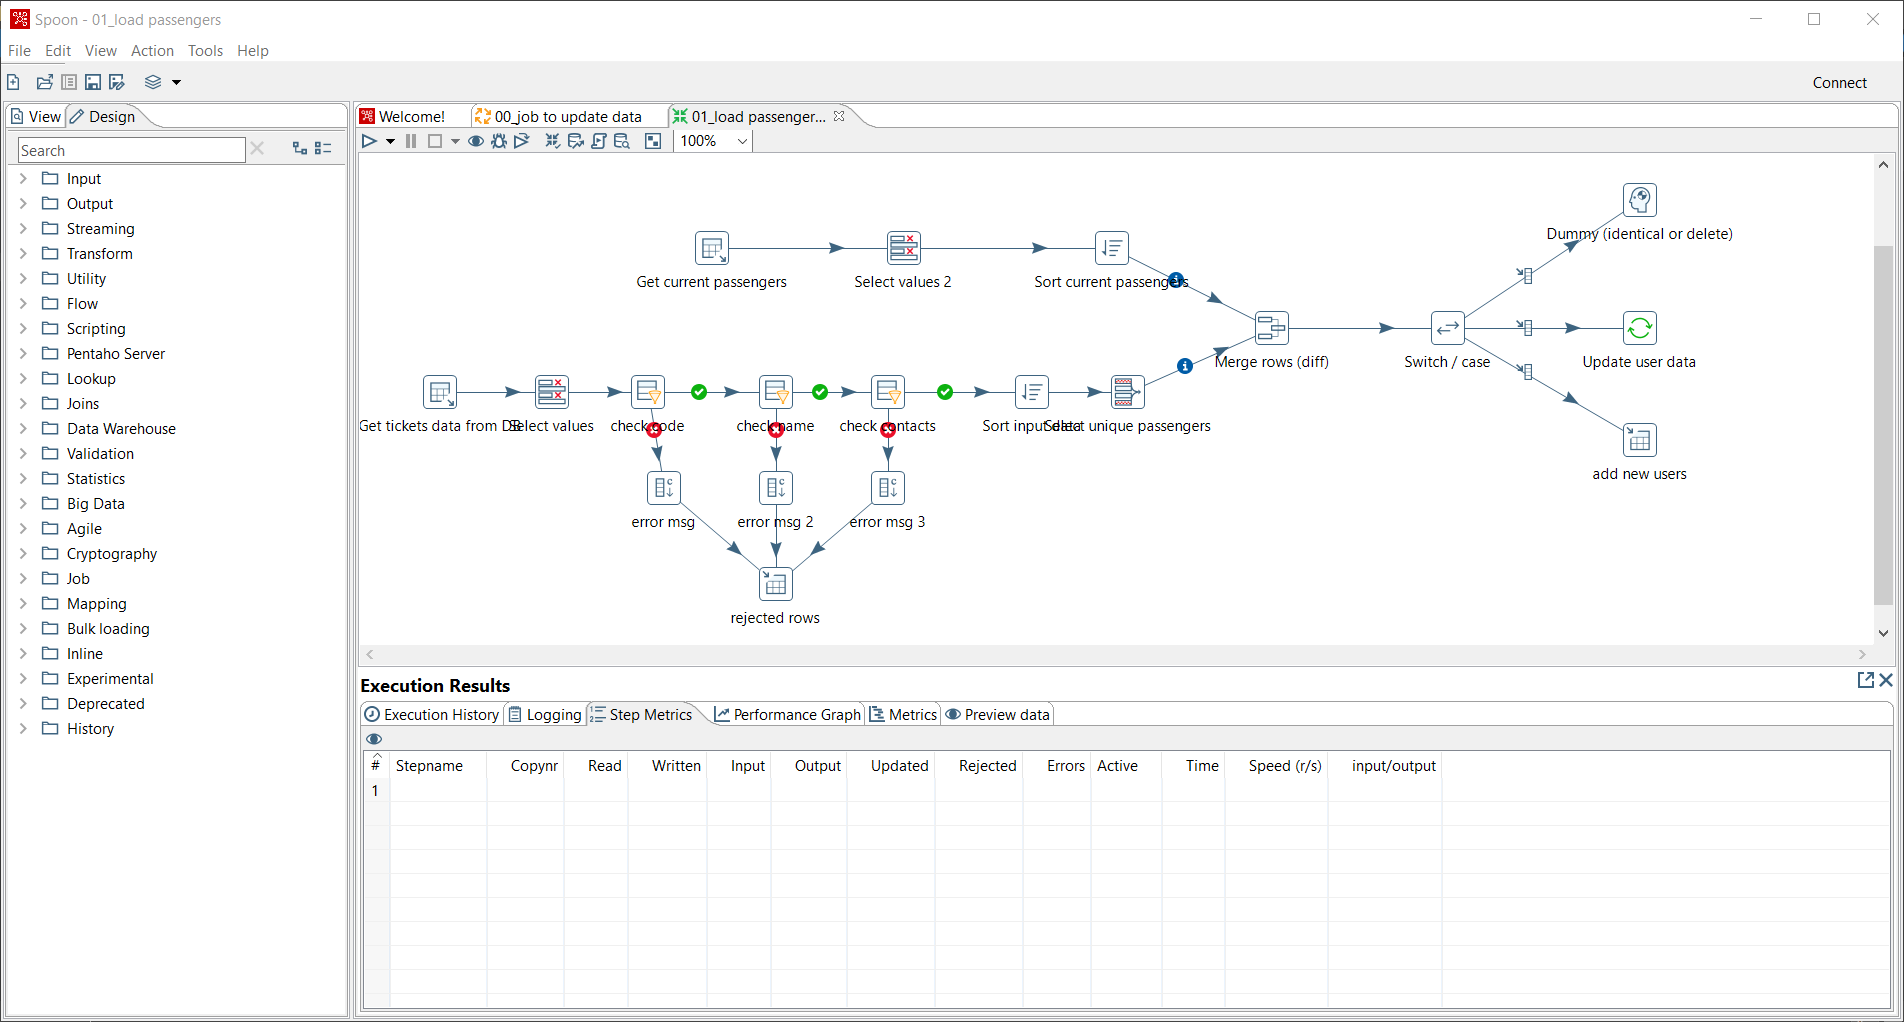 Spoon - 01_load passengers
File Edit View Action Tools Help
Connect
View Design
Welcome! 00_job to update data 01_load passenger...
100%
Search
Input
Output
Streaming
Transform
Utility
Flow
Scripting
Pentaho Server
Lookup
Joins
Data Warehouse
Validation
Statistics
Big Data
Agile
Cryptography
Job
Mapping
Bulk loading
Inline
Experimental
Deprecated
History
Dummy (identical or delete)
Get current passengers Select values 2 Sort current passengers
Merge rows (diff) Switch / case Update user data
Get tickets data from DB Select values check code check name check contacts Sort input data Select unique passengers
add new users
error msg error msg 2 error msg 3
rejected rows
Execution Results
Execution History Logging Step Metrics Performance Graph Metrics Preview data
# Stepname Copynr Read Written Input Output Updated Rejected Errors Active Time Speed (r/s) input/output
1